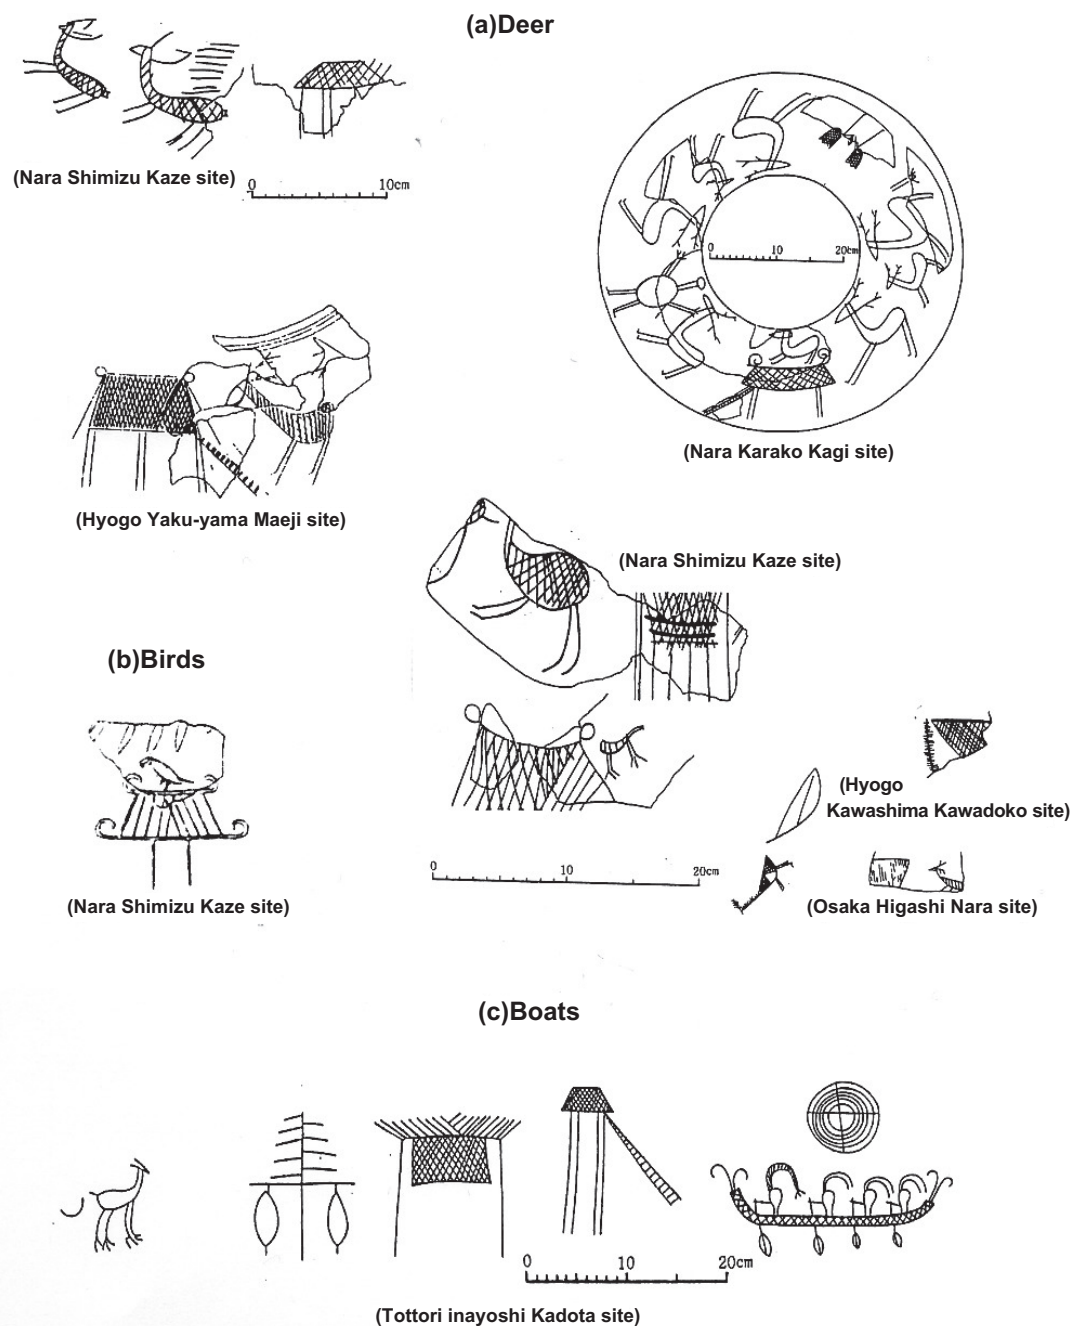 (a)Deer
(Nara Shimizu Kaze site)
0 10cm
0 10 20cm
(Nara Karako Kagi site)
(Hyogo Yaku-yama Maeji site)
(Nara Shimizu Kaze site)
(b)Birds
(Hyogo
Kawashima Kawadoko site)
0 10 20cm
(Nara Shimizu Kaze site)
(Osaka Higashi Nara site)
(c)Boats
0 10 20cm
(Tottori inayoshi Kadota site)